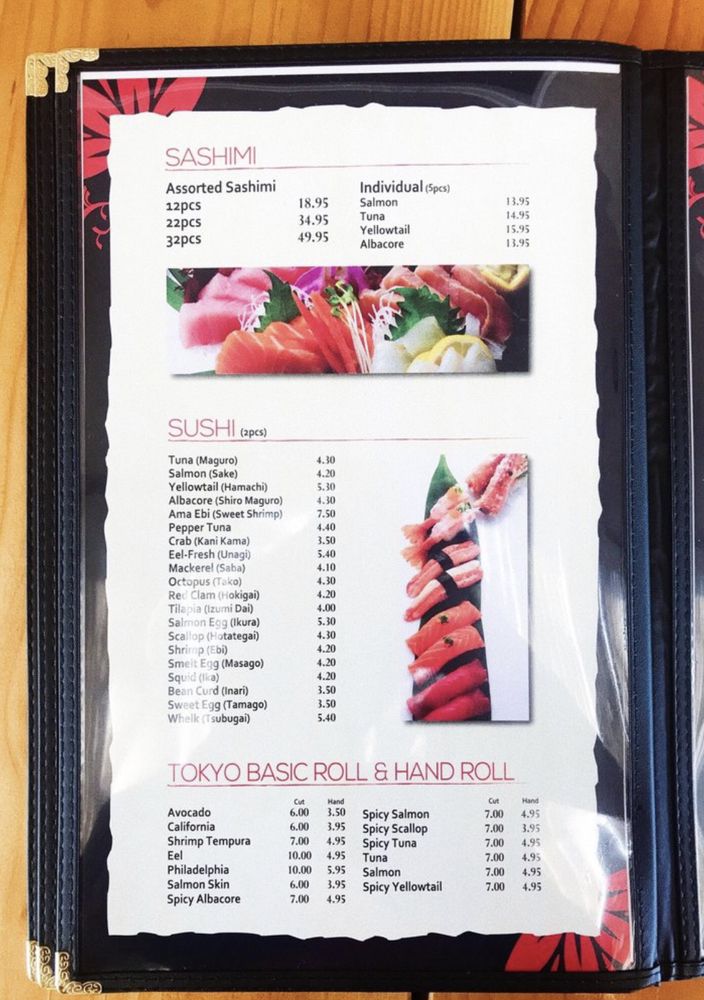 SASHIMI
Assorted Sashimi
12pcs 18.95
22pcs 34.95
32pcs 49.95
Individual (5pcs)
Salmon 13.95
Tuna 14.95
Yellowtail 15.95
Albacore 13.95
SUSHI (2pcs)
Tuna (Maguro) 4.30
Salmon (Sake) 4.20
Yellowtail (Hamachi) 5.30
Albacore (Shiro Maguro) 4.30
Ama Ebi (Sweet Shrimp) 7.50
Pepper Tuna 4.40
Crab (Kani Kama) 3.50
Eel-Fresh (Unagi) 5.40
Mackerel (Saba) 4.10
Octopus (Tako) 4.30
Red Clam (Hokigai) 4.20
Tilapia (Izumi Dai) 4.00
Salmon Egg (Ikura) 5.30
Scallop (Hotategai) 4.30
Shrimp (Ebi) 4.20
Smelt Egg (Masago) 4.20
Squid (Ika) 4.20
Bean Curd (Inari) 3.50
Sweet Egg (Tamago) 3.50
Whelk (Tsubugai) 5.40
TOKYO BASIC ROLL & HAND ROLL
Cut Hand
Avocado 6.00 3.50
California 6.00 3.95
Shrimp Tempura 7.00 4.95
Eel 10.00 4.95
Philadelphia 10.00 5.95
Salmon Skin 6.00 3.95
Spicy Albacore 7.00 4.95
Cut Hand
Spicy Salmon 7.00 4.95
Spicy Scallop 7.00 3.95
Spicy Tuna 7.00 4.95
Tuna 7.00 4.95
Salmon 7.00 4.95
Spicy Yellowtail 7.00 4.95